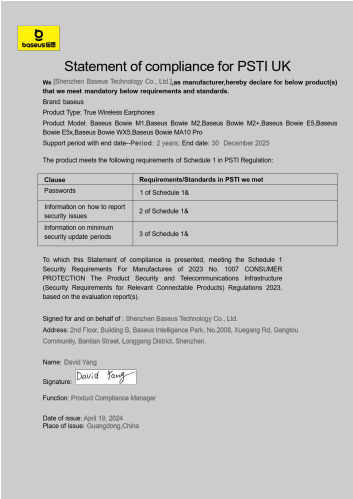 baseus倍思
Statement of compliance for PSTI UK
We [Shenzhen Baseus Technology Co., Ltd.],as manufacturer,hereby declare for below product(s)
that we meet mandatory below requirements and standards.
Brand: baseus
Product Type: True Wireless Earphones
Product Model: Baseus Bowie M1,Baseus Bowie M2,Baseus Bowie M2+,Baseus Bowie E5,Baseus
Bowie E5x,Baseus Bowie WX5,Baseus Bowie MA10 Pro
Support period with end date--Period: 2 years; End date: 30 December 2025
The product meets the following requirements of Schedule 1 in PSTI Regulation:
Clause Requirements/Standards in PSTI we met
Passwords 1 of Schedule 1&
Information on how to report
security issues 2 of Schedule 1&
Information on minimum
security update periods 3 of Schedule 1&
To which this Statement of compliance is presented, meeting the Schedule 1
Security Requirements For Manufactures of 2023 No. 1007 CONSUMER
PROTECTION The Product Security and Telecommunications Infrastructure
(Security Requirements for Relevant Connectable Products) Regulations 2023,
based on the evaluation report(s).
Signed for and on behalf of : Shenzhen Baseus Technology Co., Ltd.
Address: 2nd Floor, Building B, Baseus Intelligence Park, No.2008, Xuegang Rd, Gangtou
Community, Bantian Street, Longgang District, Shenzhen.
Name: David Yang
Signature: David Yang
Function: Product Compliance Manager
Date of issue: April 19, 2024
Place of issue: Guangdong,China